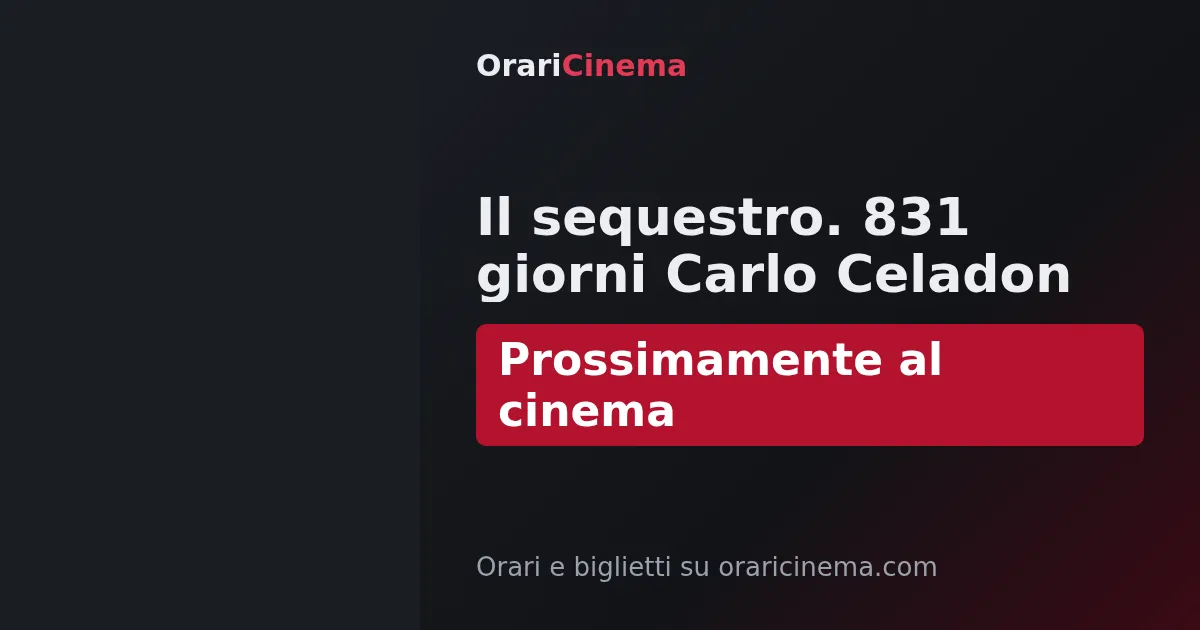 OrariCinema
Il sequestro. 831
giorni Carlo Celadon
Prossimamente al
cinema
Orari e biglietti su oraricinema.com